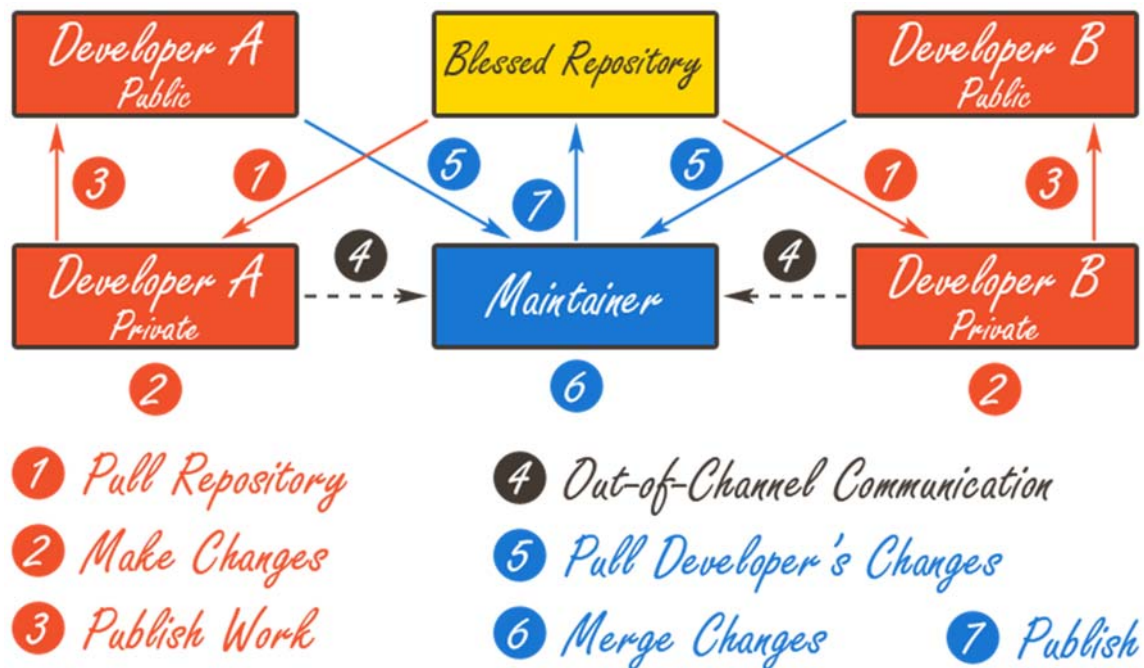 Developer A
Public
Blessed Repository
Developer B
Public
3
1
5
7
5
1
3
4
4
Developer A
Private
Maintainer
Developer B
Private
2
6
2
1 Pull Repository
2 Make Changes
3 Publish Work
4 Out-of-Channel Communication
5 Pull Developer's Changes
6 Merge Changes
7 Publish